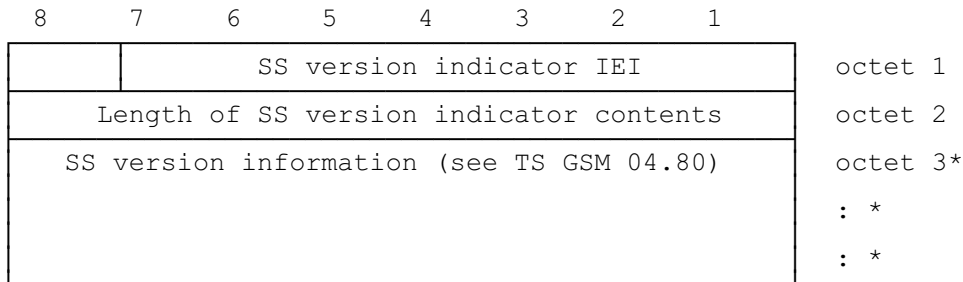 8 7 6 5 4 3 2 1
SS version indicator IEI octet 1
Length of SS version indicator contents octet 2
SS version information (see TS GSM 04.80) octet 3*
: *
: *